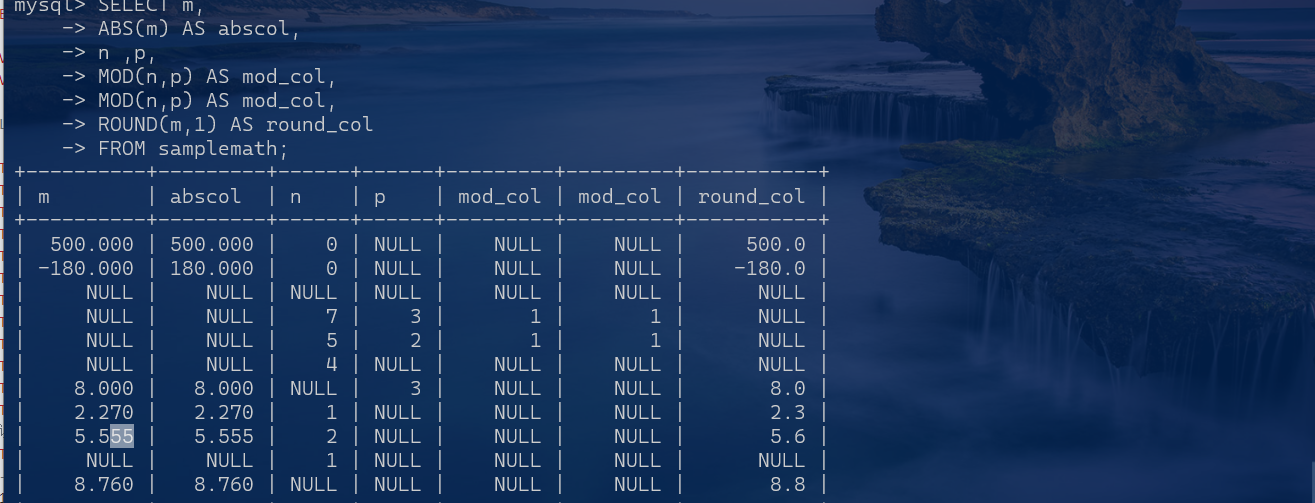 mysql> SELECT m,
    -> ABS(m) AS abscol,
    -> n ,p,
    -> MOD(n,p) AS mod_col,
    -> MOD(n,p) AS mod_col,
    -> ROUND(m,1) AS round_col
    -> FROM samplemath;
+----------+---------+------+------+---------+---------+-----------+
| m        | abscol  | n    | p    | mod_col | mod_col | round_col |
+----------+---------+------+------+---------+---------+-----------+
|  500.000 | 500.000 |    0 | NULL |    NULL |    NULL |     500.0 |
| -180.000 | 180.000 |    0 | NULL |    NULL |    NULL |    -180.0 |
|     NULL |    NULL | NULL | NULL |    NULL |    NULL |      NULL |
|     NULL |    NULL |    7 |    3 |       1 |       1 |      NULL |
|     NULL |    NULL |    5 |    2 |       1 |       1 |      NULL |
|     NULL |    NULL |    4 | NULL |    NULL |    NULL |      NULL |
|    8.000 |   8.000 | NULL |    3 |    NULL |    NULL |       8.0 |
|    2.270 |   2.270 |    1 | NULL |    NULL |    NULL |       2.3 |
|    5.555 |   5.555 |    2 | NULL |    NULL |    NULL |       5.6 |
|     NULL |    NULL |    1 | NULL |    NULL |    NULL |      NULL |
|    8.760 |   8.760 | NULL | NULL |    NULL |    NULL |       8.8 |